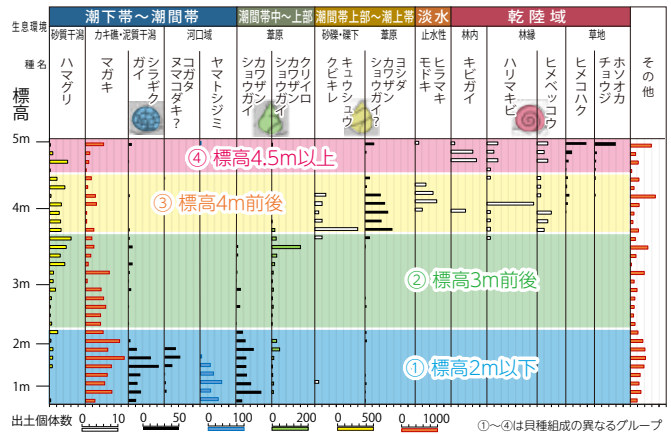 生息環境
潮下帯〜潮間帯
潮間帯中〜上部
潮間帯上部〜潮上帯
淡水
乾陸域
砂質干潟
カキ礁・泥質干潟
河口域
葦原
砂礫・礫下
葦原
止水性
林内
林縁
草地
その他
種名
ハマグリ
マガキ
シラギクガイ
コガタヌマコダキ?
ヤマトシジミ
カワザンショウガイ
クリイロカワザンショウガイ
キュウシュウクビキレ
ヨシダカワザンショウガイ?
ヒラマキモドキ
キビガイ
ハリマキビ
ヒメベッコウ
ヒメコハク
ホソオカチョウジ
標高
5m
4m
3m
2m
1m
④ 標高4.5m以上
③ 標高4m前後
② 標高3m前後
① 標高2m以下
出土個体数
0 10
0 50
0 100
0 200
0 500
0 1000
①〜④は貝種組成の異なるグループ